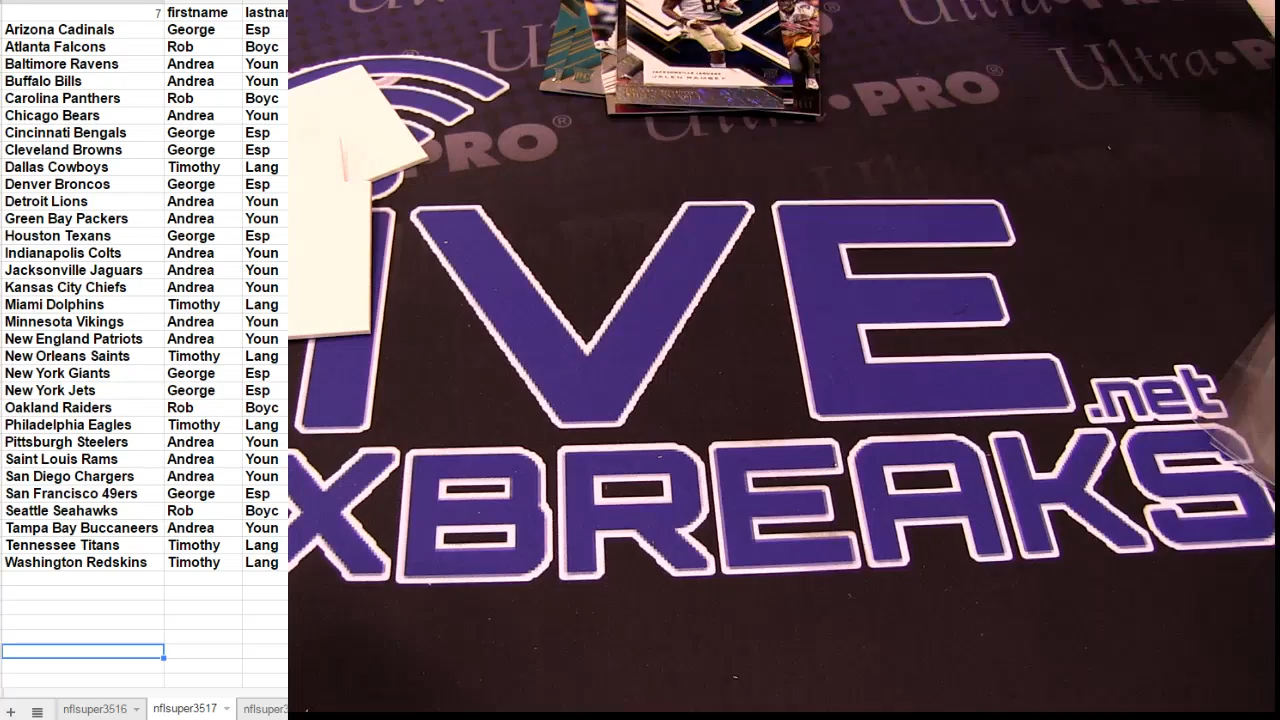 7 firstname lastnam
Arizona Cadinals George Esp
Atlanta Falcons Rob Boyc
Baltimore Ravens Andrea Youn
Buffalo Bills Andrea Youn
Carolina Panthers Rob Boyc
Chicago Bears Andrea Youn
Cincinnati Bengals George Esp
Cleveland Browns George Esp
Dallas Cowboys Timothy Lang
Denver Broncos George Esp
Detroit Lions Andrea Youn
Green Bay Packers Andrea Youn
Houston Texans George Esp
Indianapolis Colts Andrea Youn
Jacksonville Jaguars Andrea Youn
Kansas City Chiefs Andrea Youn
Miami Dolphins Timothy Lang
Minnesota Vikings Andrea Youn
New England Patriots Andrea Youn
New Orleans Saints Timothy Lang
New York Giants George Esp
New York Jets George Esp
Oakland Raiders Rob Boyc
Philadelphia Eagles Timothy Lang
Pittsburgh Steelers Andrea Youn
Saint Louis Rams Andrea Youn
San Diego Chargers Andrea Youn
San Francisco 49ers George Esp
Seattle Seahawks Rob Boyc
Tampa Bay Buccaneers Andrea Youn
Tennessee Titans Timothy Lang
Washington Redskins Timothy Lang
nflsuper3516 nflsuper3517 nflsuper3
JACKSONVILLE JAGUARS
JALEN RAMSEY
Ultra•PRO
Ultra•PRO®
PRO®
IVE
.net
XBREAKS